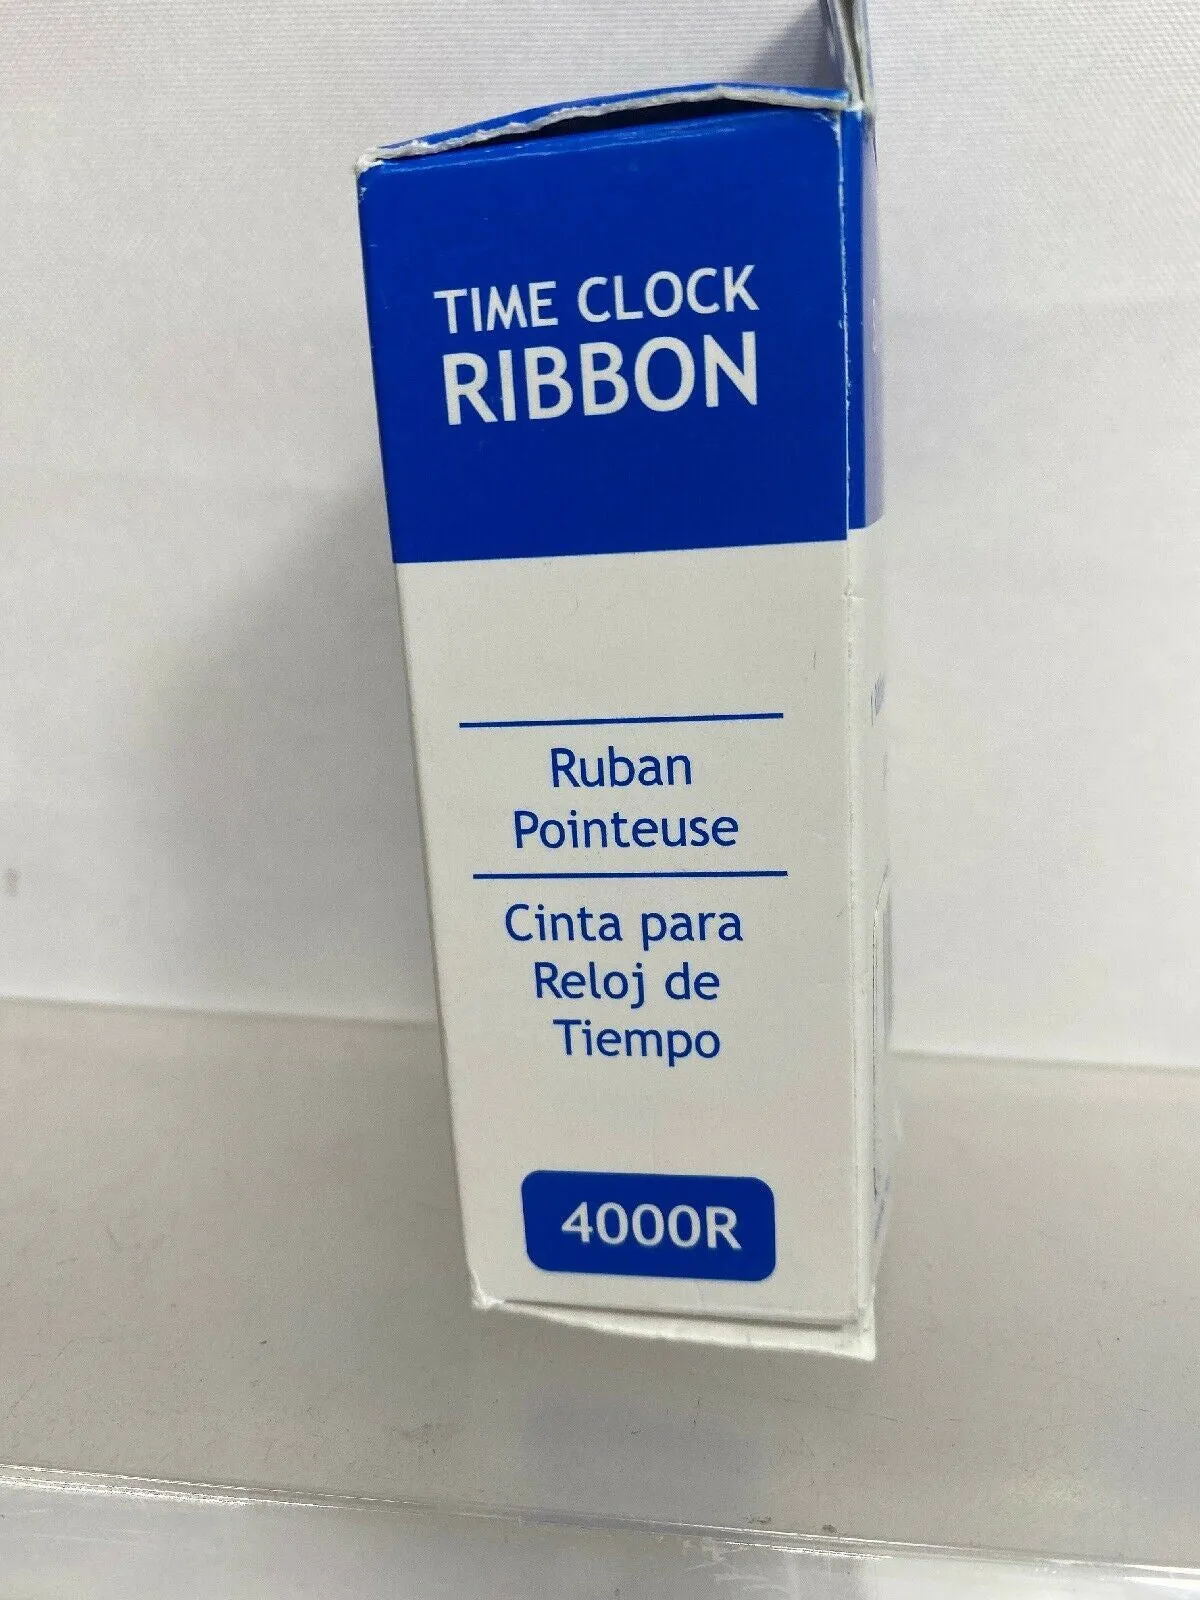 TIME CLOCK
RIBBON
Ruban
Pointeuse
Cinta para
Reloj de
Tiempo
4000R